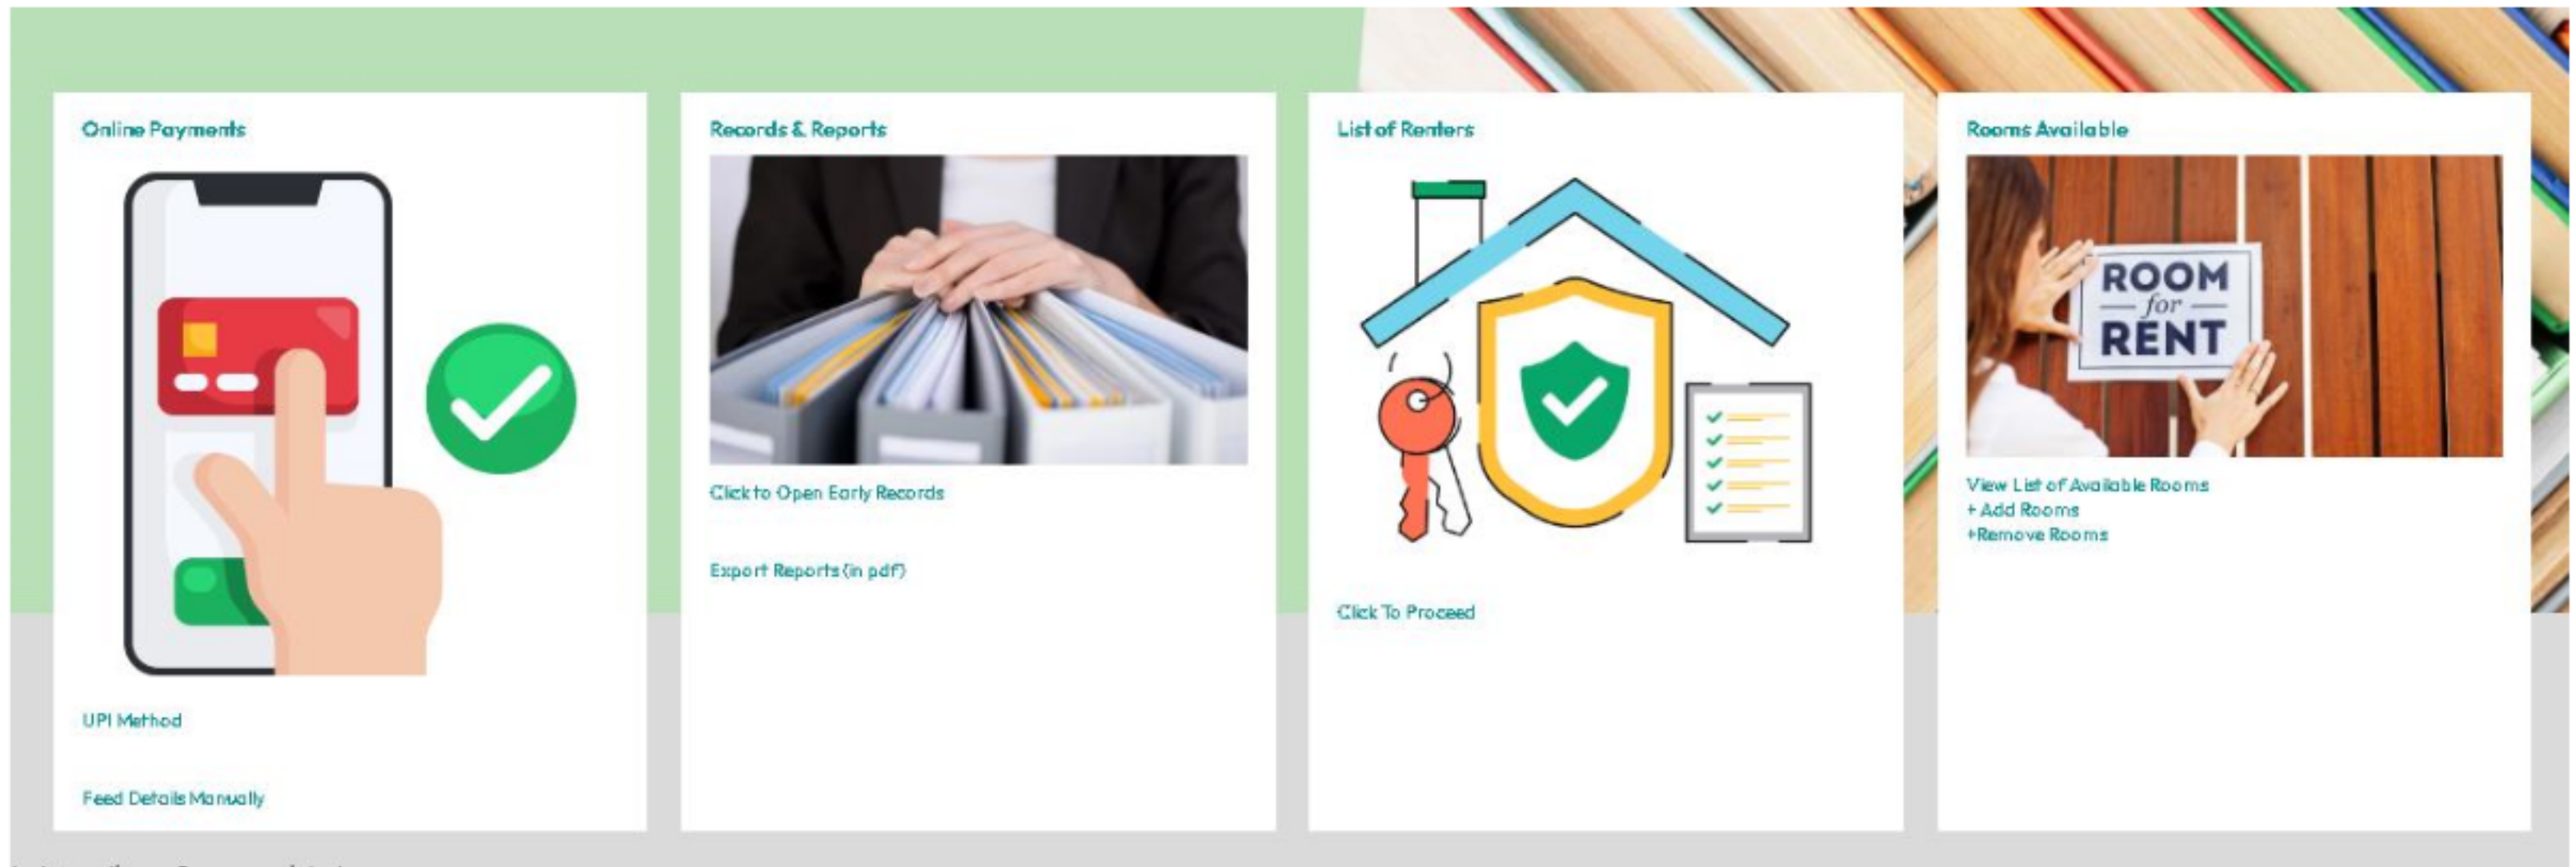 Online Payments
UPI Method
Feed Details Manually
Records & Reports
Click to Open Early Records
Export Reports (in pdf)
List of Renters
Click To Proceed
Rooms Available
ROOM
for
RENT
View List of Available Rooms
+ Add Rooms
+Remove Rooms